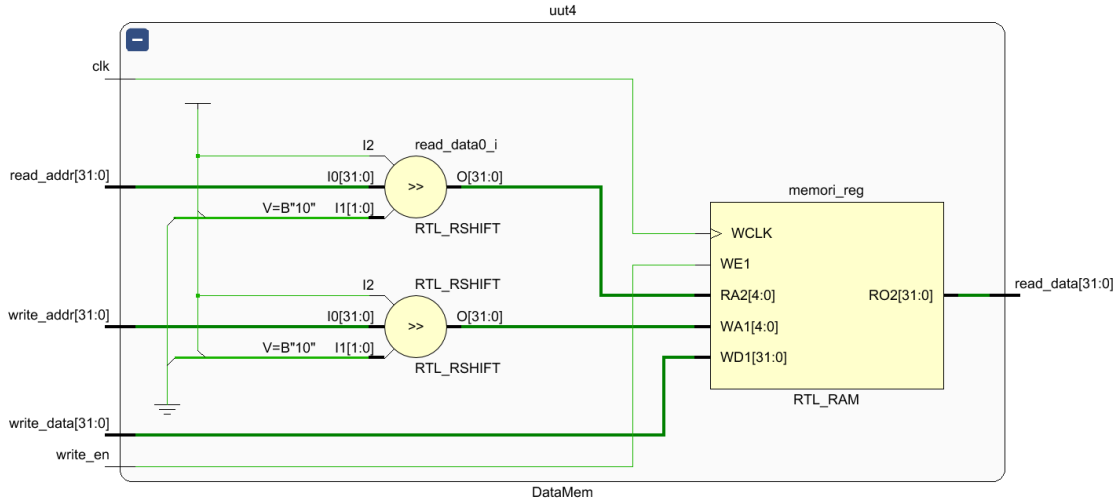 uut4
clk
I2
read_data0_i
read_addr[31:0]
I0[31:0]
>>
O[31:0]
V=B"10"
I1[1:0]
RTL_RSHIFT
memori_reg
WCLK
WE1
RA2[4:0]
RO2[31:0]
read_data[31:0]
WA1[4:0]
WD1[31:0]
RTL_RAM
I2
RTL_RSHIFT
write_addr[31:0]
I0[31:0]
>>
O[31:0]
V=B"10"
I1[1:0]
RTL_RSHIFT
write_data[31:0]
write_en
DataMem